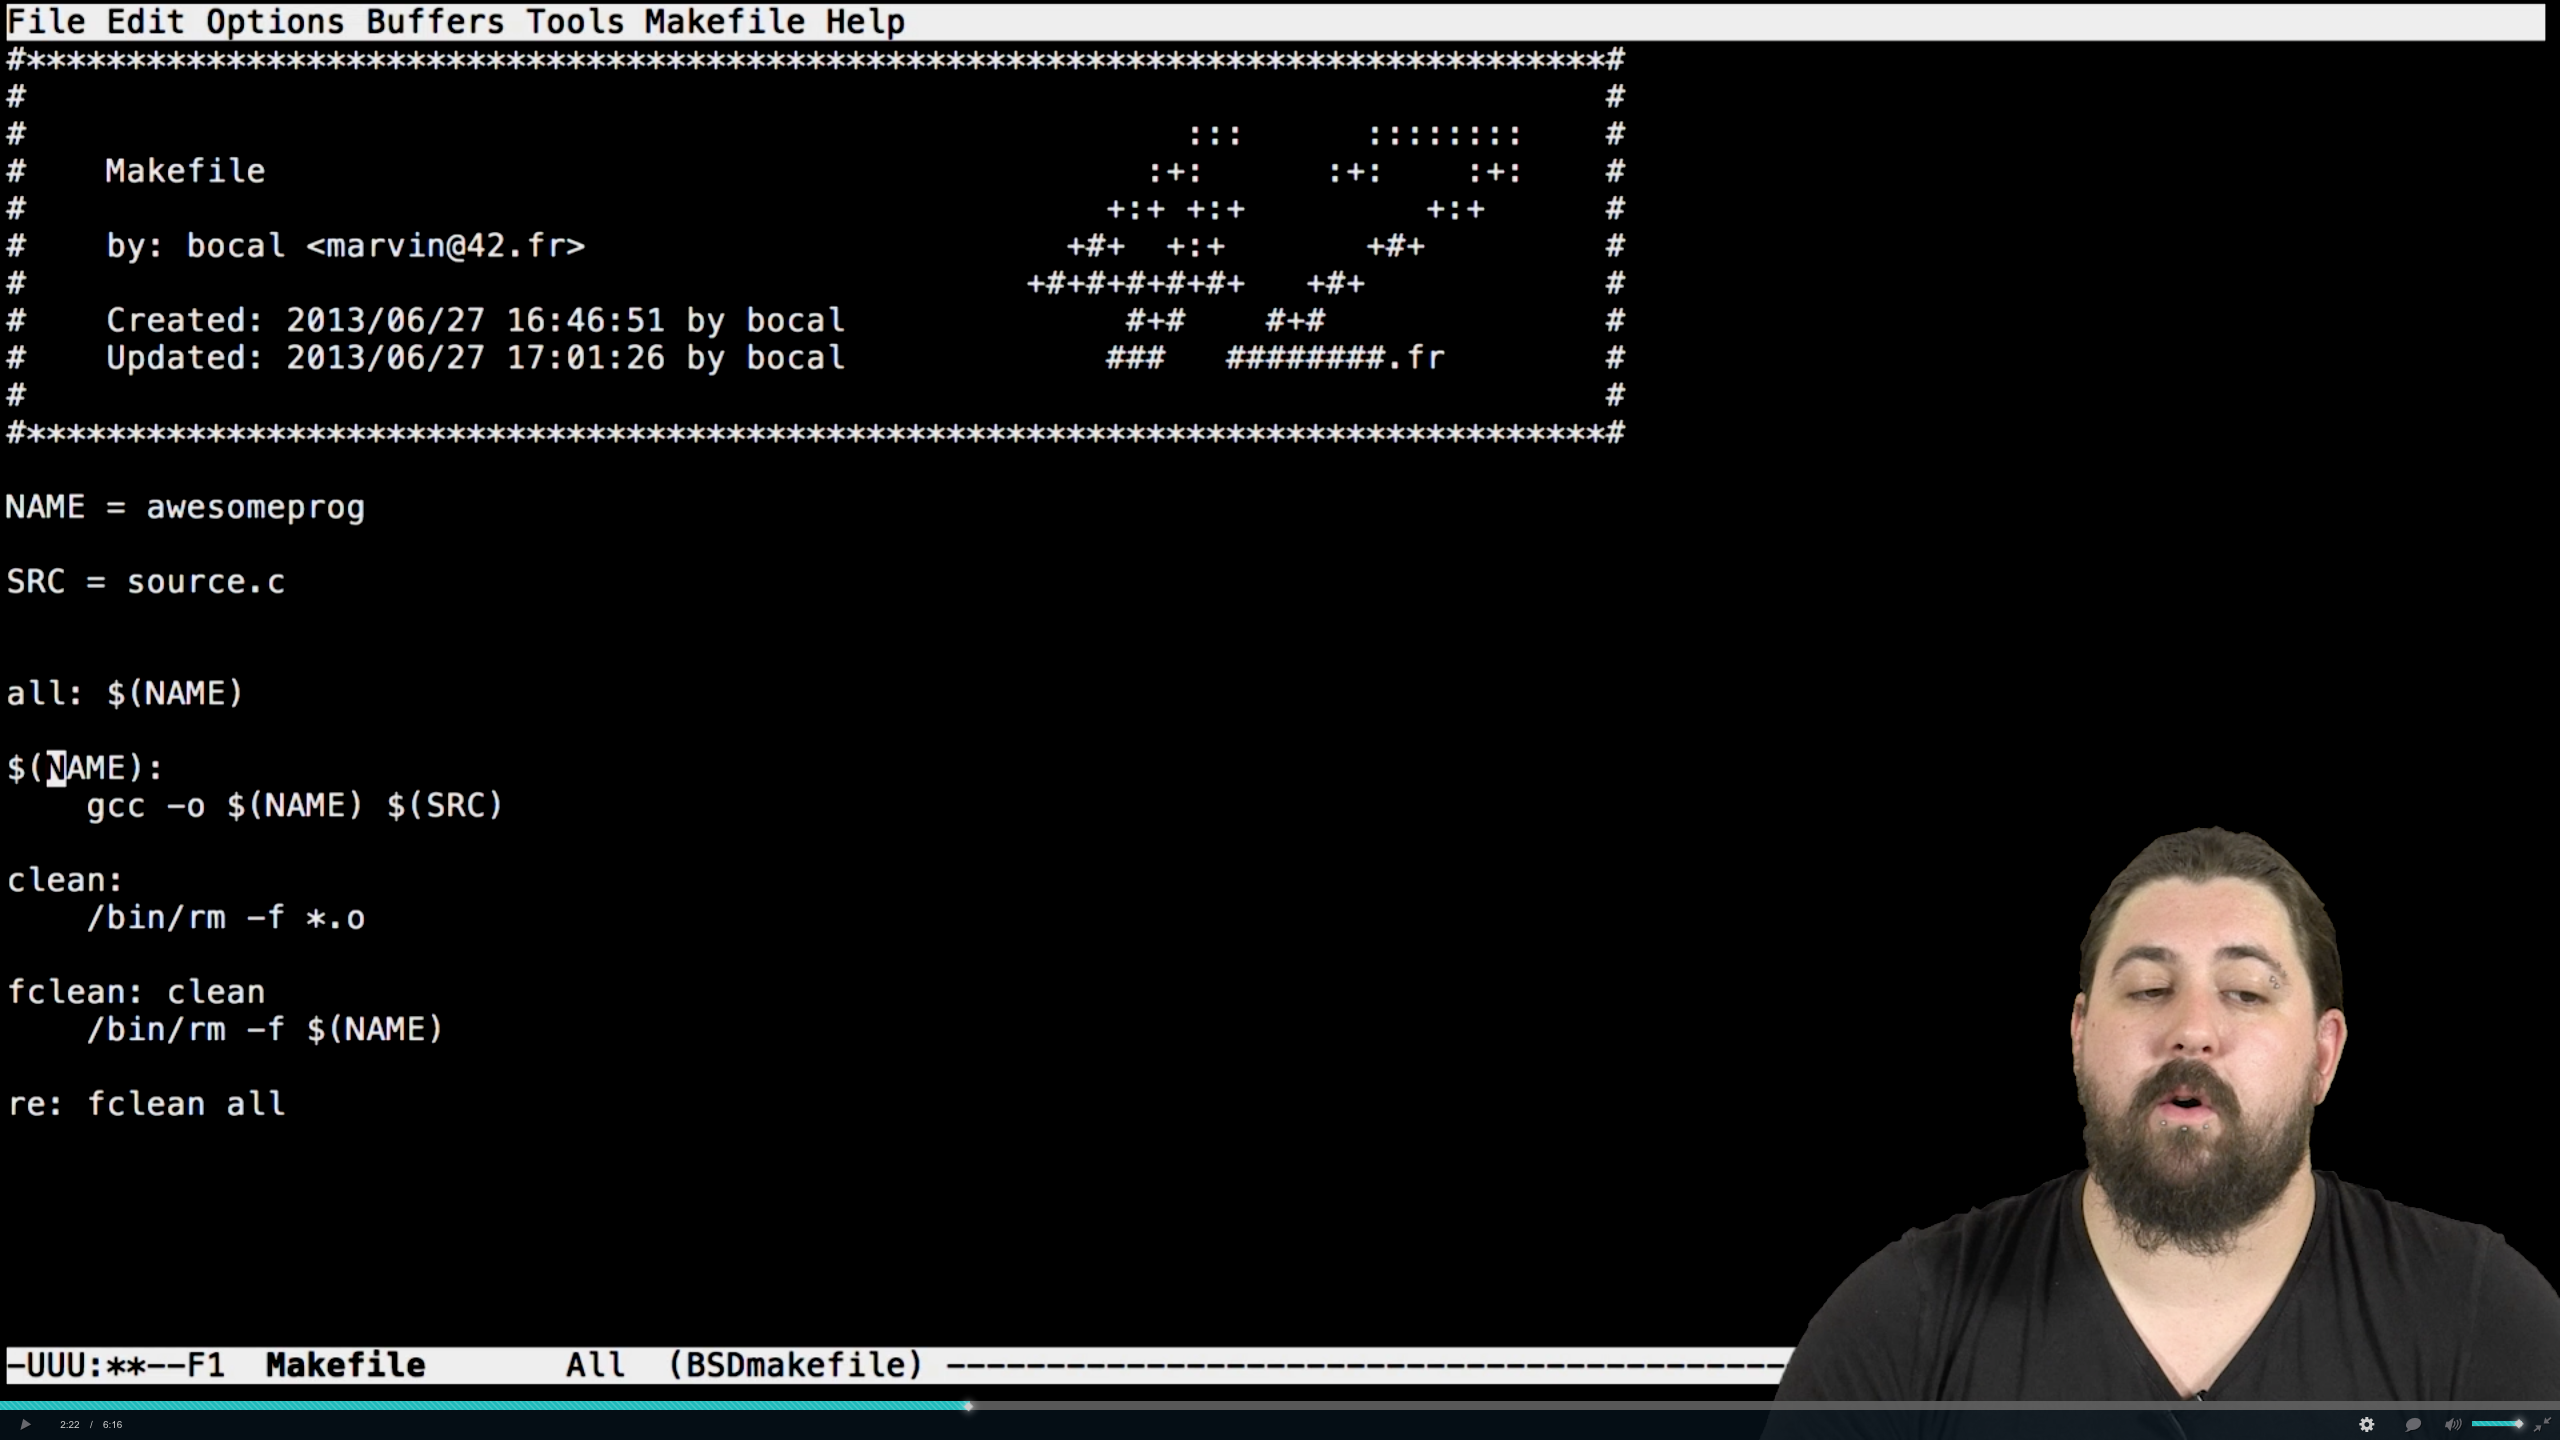 File Edit Options Buffers Tools Makefile Help
#*******************************************************************************#
#                                                                               #
#                                                          :::      ::::::::    #
#    Makefile                                            :+:      :+:    :+:    #
#                                                      +:+ +:+         +:+      #
#    by: bocal <marvin@42.fr>                        +#+  +:+       +#+         #
#                                                  +#+#+#+#+#+   +#+            #
#    Created: 2013/06/27 16:46:51 by bocal              #+#    #+#              #
#    Updated: 2013/06/27 17:01:26 by bocal             ###   ########.fr        #
#                                                                               #
#*******************************************************************************#
NAME = awesomeprog
SRC = source.c
all: $(NAME)
$(NAME):
    gcc -o $(NAME) $(SRC)
clean:
    /bin/rm -f *.o
fclean: clean
    /bin/rm -f $(NAME)
re: fclean all
-UUU:**--F1  Makefile       All  (BSDmakefile) ------------------------------------------
2:22 / 6:16